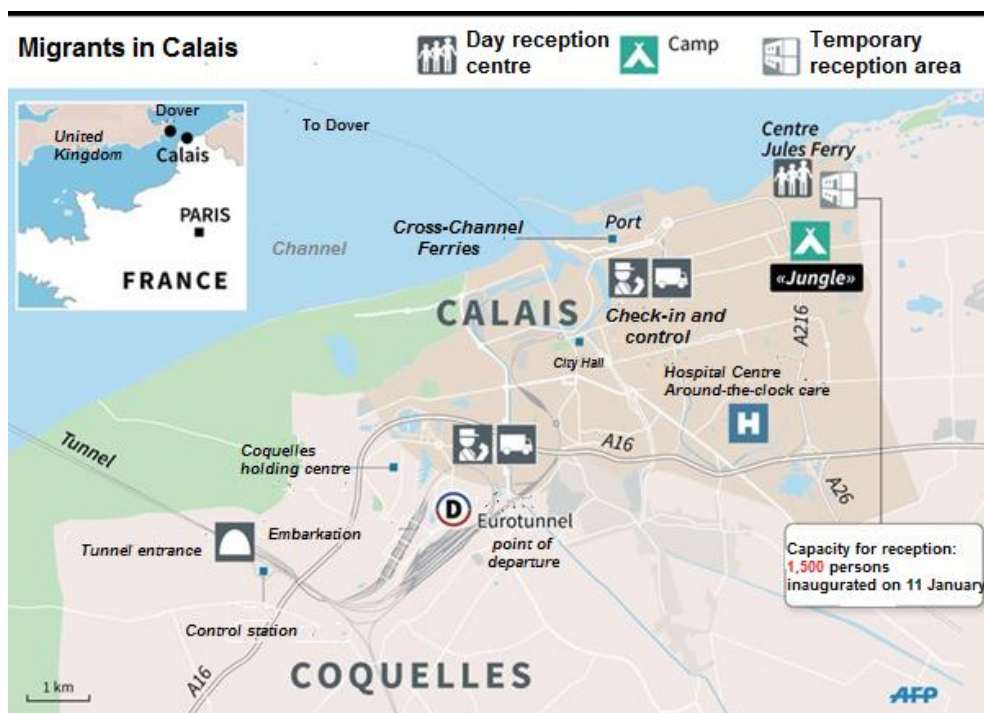 Migrants in Calais
Day reception
centre
Camp
Temporary
reception area
Dover
United
Kingdom
Calais
PARIS
FRANCE
To Dover
Channel
Cross-Channel
Ferries
Port
Centre
Jules Ferry
«Jungle»
CALAIS
Check-in and
control
City Hall
A216
Hospital Centre
Around-the-clock care
H
A16
A26
Tunnel
Coquelles
holding centre
D
Eurotunnel
point of
departure
Embarkation
Tunnel entrance
Control station
Capacity for reception:
1,500 persons
inaugurated on 11 January
A16
COQUELLES
1 km
AFP